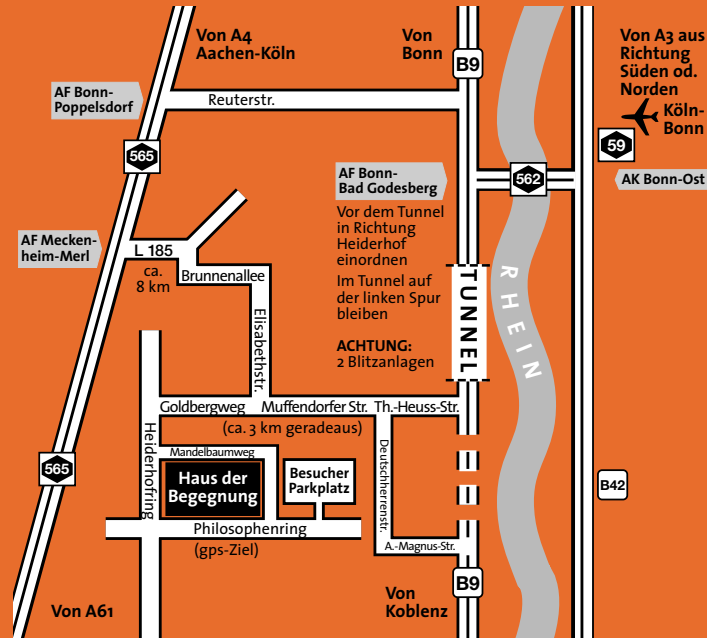 Von A4
Aachen-Köln
Von
Bonn
Von A3 aus
Richtung
Süden od.
Norden
B9
Köln-
Bonn
AF Bonn-
Poppelsdorf
Reuterstr.
565
59
AF Bonn-
Bad Godesberg
562
AK Bonn-Ost
Vor dem Tunnel
in Richtung
Heiderhof
einordnen
Im Tunnel auf
der linken Spur
bleiben
ACHTUNG:
2 Blitzanlagen
AF Mecken-
heim-Merl
L 185
ca.
8 km
Brunnenallee
Elisabethstr.
TUNNEL
RHEIN
Goldbergweg
Muffendorfer Str.
Th.-Heuss-Str.
(ca. 3 km geradeaus)
Heiderhofring
Mandelbaumweg
Deutschherrenstr.
565
Haus der
Begegnung
Besucher
Parkplatz
B42
Philosophenring
(gps-Ziel)
A.-Magnus-Str.
B9
Von A61
Von
Koblenz